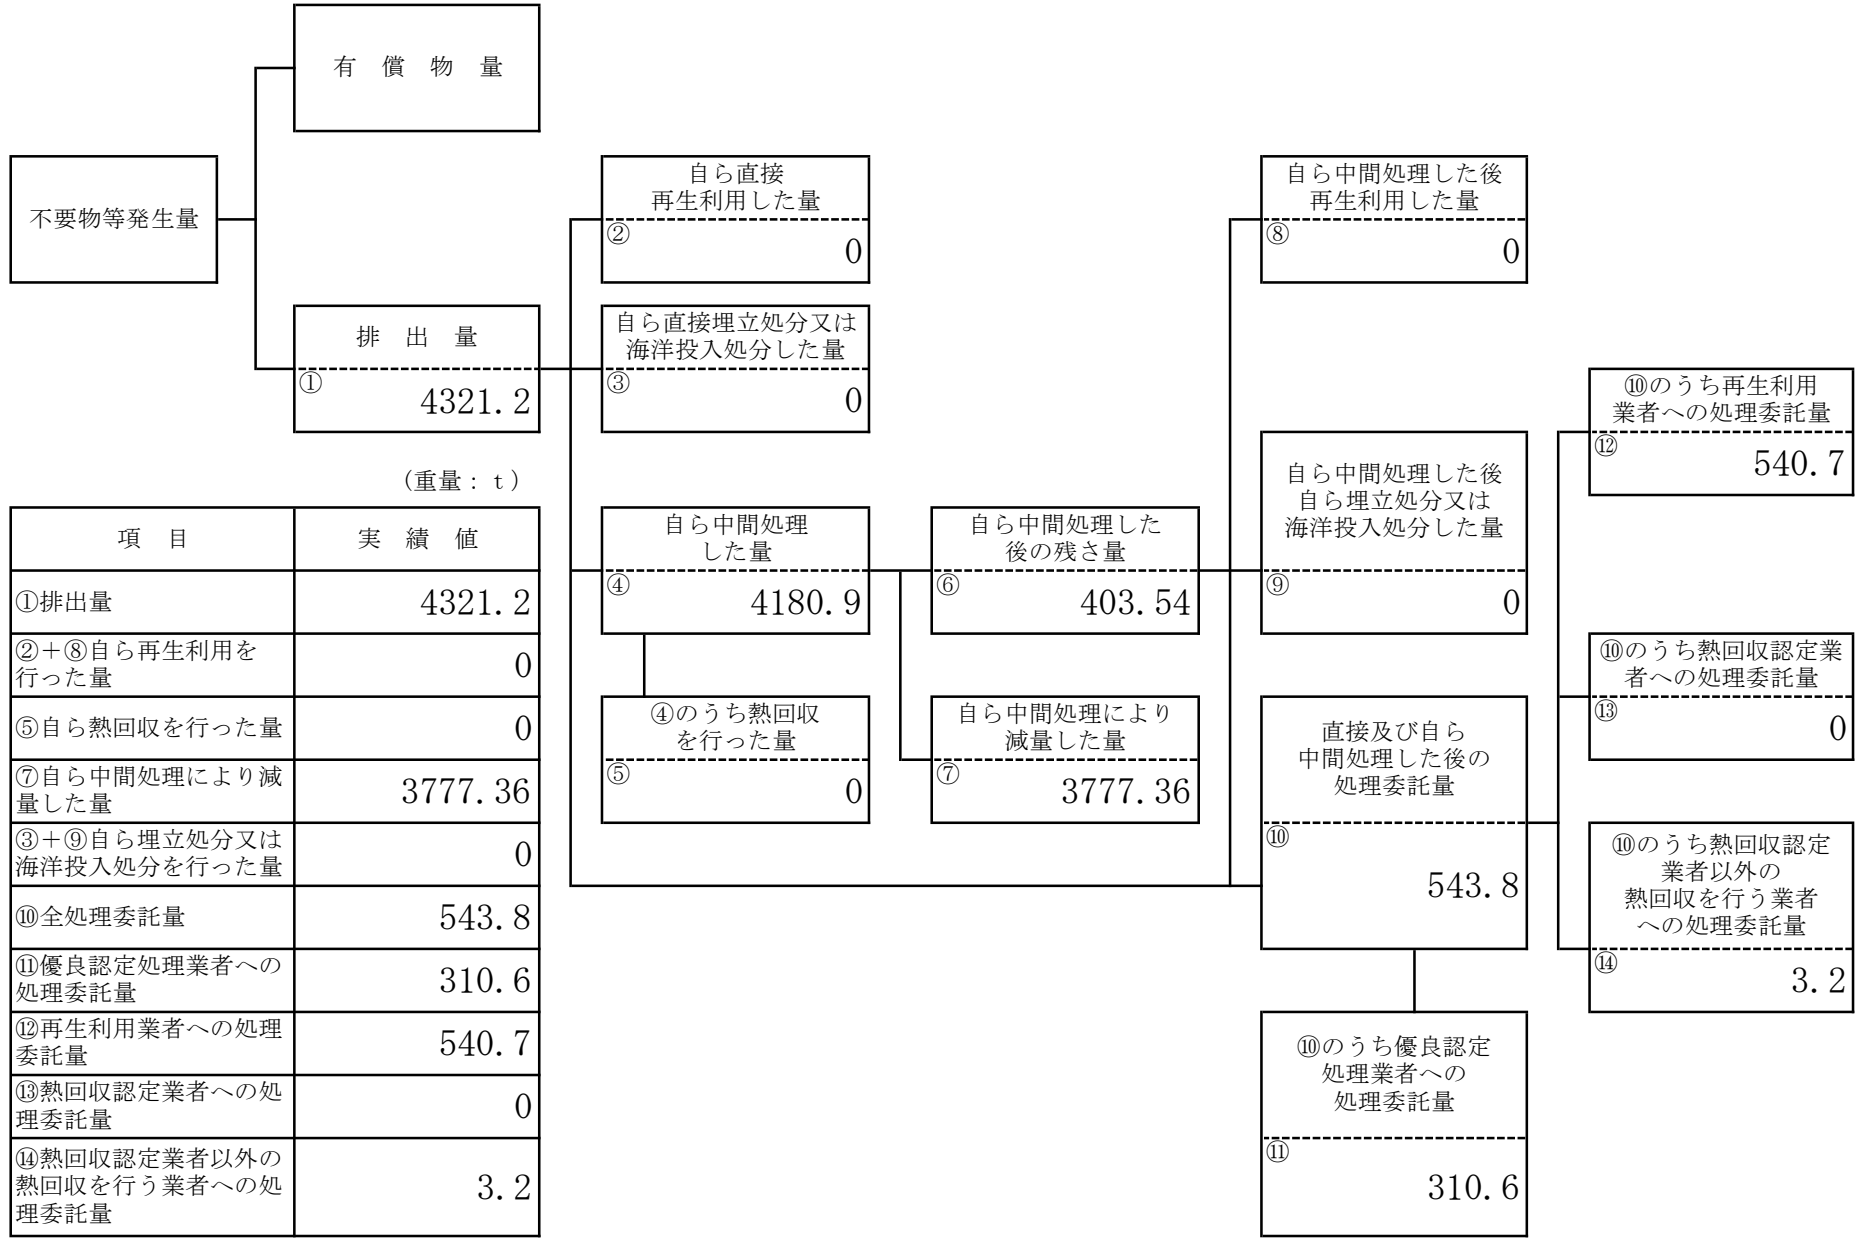 有 償 物 量
不要物等発生量
排 出 量
①
4321.2
自ら直接
再生利用した量
②
0
自ら直接埋立処分又は
海洋投入処分した量
③
0
自ら中間処理
した量
④
4180.9
④のうち熱回収
を行った量
⑤
0
自ら中間処理した
後の残さ量
⑥
403.54
自ら中間処理により
減量した量
⑦
3777.36
自ら中間処理した後
再生利用した量
⑧
0
自ら中間処理した後
自ら埋立処分又は
海洋投入処分した量
⑨
0
直接及び自ら
中間処理した後の
処理委託量
⑩
543.8
⑩のうち優良認定
処理業者への
処理委託量
⑪
310.6
⑩のうち再生利用
業者への処理委託量
⑫
540.7
⑩のうち熱回収認定業
者への処理委託量
⑬
0
⑩のうち熱回収認定
業者以外の
熱回収を行う業者
への処理委託量
⑭
3.2
(重量:t)
項 目 実 績 値
①排出量 4321.2
②+⑧自ら再生利用を
行った量 0
⑤自ら熱回収を行った量 0
⑦自ら中間処理により減
量した量 3777.36
③+⑨自ら埋立処分又は
海洋投入処分を行った量 0
⑩全処理委託量 543.8
⑪優良認定処理業者への
処理委託量 310.6
⑫再生利用業者への処理
委託量 540.7
⑬熱回収認定業者への処
理委託量 0
⑭熱回収認定業者以外の
熱回収を行う業者への処
理委託量 3.2